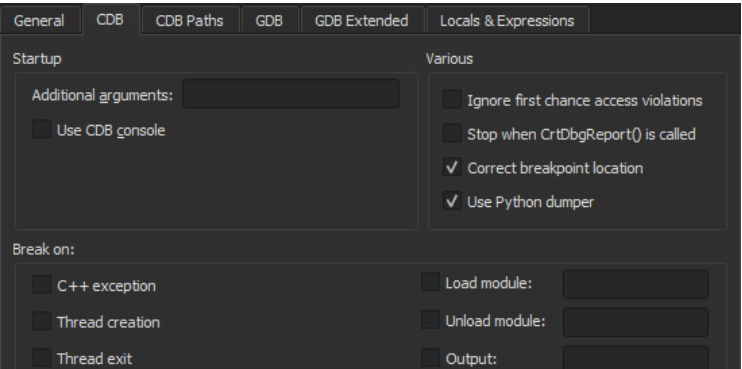 General CDB CDB Paths GDB GDB Extended Locals & Expressions
Startup
Additional arguments:
Use CDB console
Various
Ignore first chance access violations
Stop when CrtDbgReport() is called
Correct breakpoint location
Use Python dumper
Break on:
C++ exception
Thread creation
Thread exit
Load module:
Unload module:
Output: